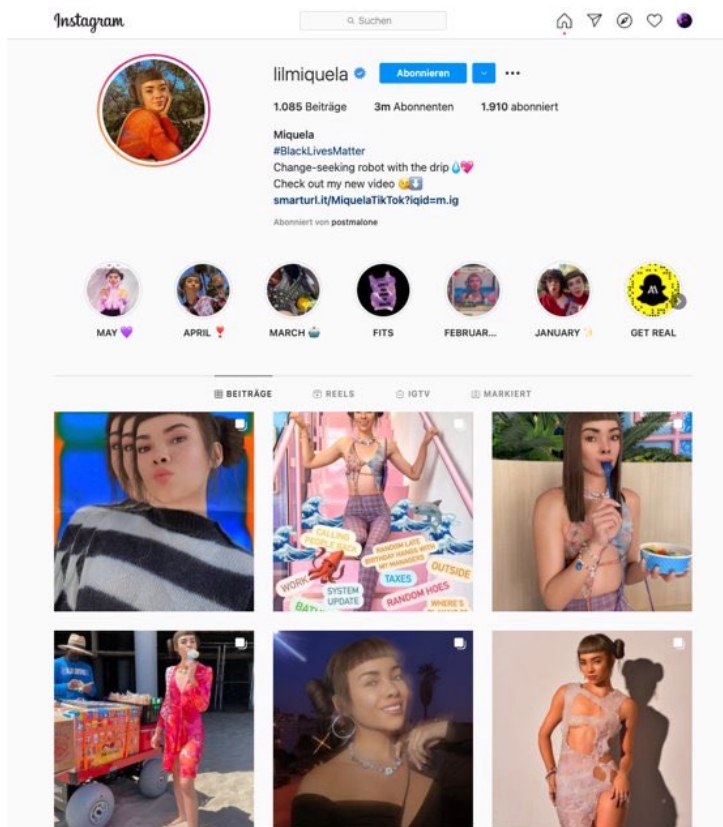 Instagram
Suchen
lilmiquela
Abonnieren
1.085 Beiträge 3m Abonnenten 1.910 abonniert
Miquela
#BlackLivesMatter
Change-seeking robot with the drip💧💖
Check out my new video 😘⬇️
smarturl.it/MiquelaTikTok?iqid=m.ig
Abonniert von postmalone
MAY 💜 APRIL ❣️ MARCH 🤖 FITS FEBRUAR... JANUARY ✨ GET REAL
BEITRÄGE REELS IGTV MARKIERT
CALLING
PEOPLE BACK
RANDOM LATE
BIRTHDAY HANGS WITH
MY MANAGERS
OUTSIDE
WORK
SYSTEM
UPDATE
TAXES
RANDOM HOES
WHERE'S